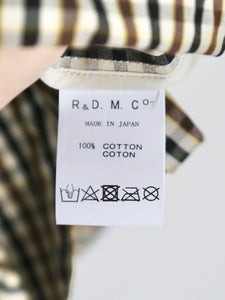 R & D. M. Co-
MADE IN JAPAN
100% COTTON
COTON